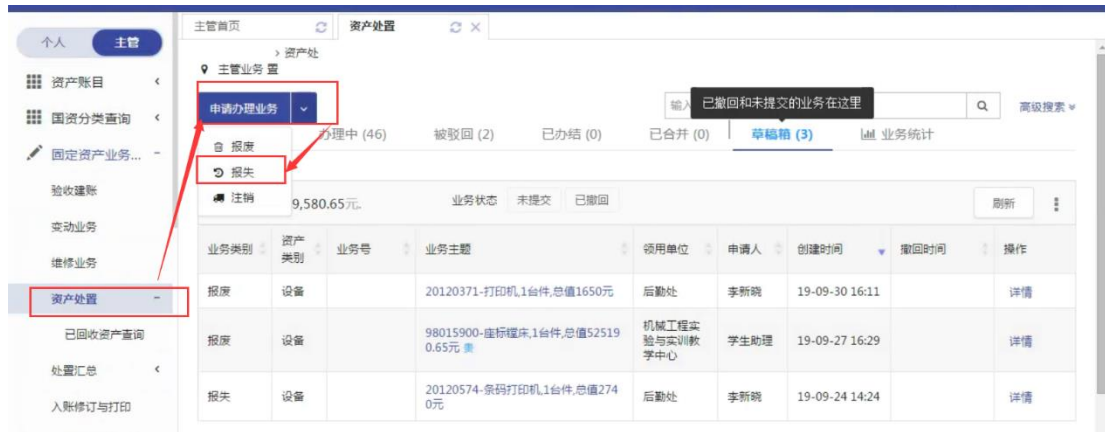 主管首页 资产处置
个人 主管
> 资产处
主管业务 置
资产账目
申请办理业务
输入
已撤回和未提交的业务在这里
高级搜索
国资分类查询
办理中 (46) 被驳回 (2) 已办结 (0) 已合并 (0) 草稿箱 (3) 业务统计
报废
固定资产业务...
报失
验收建账
注销
9,580.65元.
业务状态 未提交 已撤回
刷新
变动业务
业务类别 资产类别 业务号 业务主题 领用单位 申请人 创建时间 撤回时间 操作
维修业务
报废 设备 20120371-打印机,1台件,总值1650元 后勤处 李新晓 19-09-30 16:11 详情
资产处置
已回收资产查询
98015900-座标镗床,1台件,总值52519
0.65元
报废 设备
机械工程实
验与实训教
学中心
学生助理 19-09-27 16:29 详情
处置汇总
20120574-条码打印机,1台件,总值274
0元
报失 设备 后勤处 李新晓 19-09-24 14:24 详情
入账修订与打印